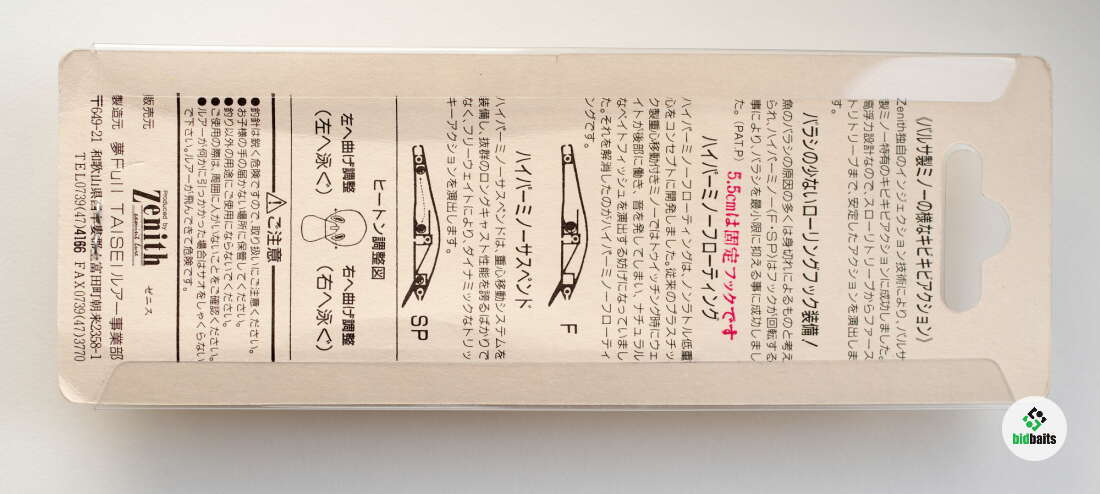 《バルサ製ミノーの様なキビキビアクション》
Zenith独自のインジェクション技術により、バルサ
製ミノー特有のキビキビアクションに成功しました。
高浮力設計なので、スローリトリーブからファース
トリトリーブまで、安定したアクションを演出しま
す。
バラシの少ないローリングフック装備!
魚のバラシの原因の多くは身切れによるものと考え
られ、ハイパーミノー(F・SP)はフックが回転する
事により、バラシを最小限に抑える事に成功しまし
た。(PAT.P)
5.5cmは固定フックです
ハイパーミノーフローティング
ハイパーミノーフローティングは、ノンラトル低重
心をコンセプトに開発しました。従来のプラスチッ
ク製重心移動付きミノーではトウイッチング時にウェ
イトが後部に働き、音を発してしまい、ナチュラル
なベイトフィッシュを演出する妨げになってしまし
た。それを解消したのがハイパーミノーフローティ
ングです。
F
ハイパーミノーサスペンド
ハイパーミノーサスペンドは、重心移動システムを
装備し、抜群のロングキャスト性能を誇るばかりで
なく、フリーウェイトにより、ダイナミックなトリッ
キーアクションを演出します。
SP
ヒートン調整図
左へ曲げ調整
(左へ泳ぐ)
右へ曲げ調整
(右へ泳ぐ)
⚠ご注意
●釣針は鋭く危険ですので、取り扱いにご注意ください。
●お子様の手の届かない場所に保管してください。
●釣り以外の用途にご使用にならないでください。
●ご使用の際は、周囲に人がいないことをご確認ください。
●ルアーが何かに引っかかった場合はサオをしゃくらない
で下さい。ルアーが飛んできて危険です。
販売元
Produced by
Zenith
ゼニス
製造元 夢Fuji TAISEIルアー事業部
〒649-21 和歌山県西牟婁郡上富田町朝来2358-1
TEL0739(47)4166 FAX0739(47)3770
bidbaits